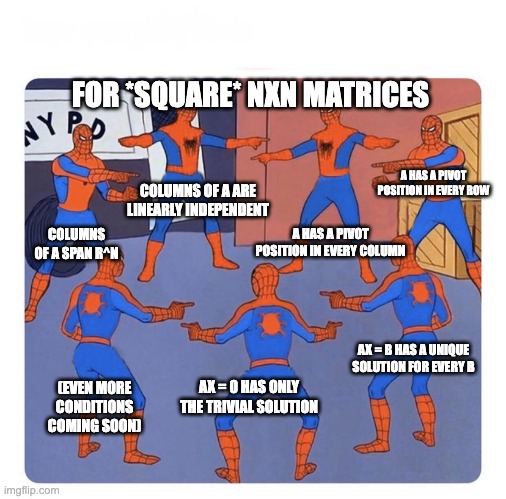 FOR *SQUARE* NXN MATRICES
NYPD
COLUMNS OF A ARE
LINEARLY INDEPENDENT
A HAS A PIVOT
POSITION IN EVERY ROW
COLUMNS
OF A SPAN R^N
A HAS A PIVOT
POSITION IN EVERY COLUMN
AX = B HAS A UNIQUE
SOLUTION FOR EVERY B
(EVEN MORE
CONDITIONS
COMING SOON)
AX = 0 HAS ONLY
THE TRIVIAL SOLUTION
imgflip.com